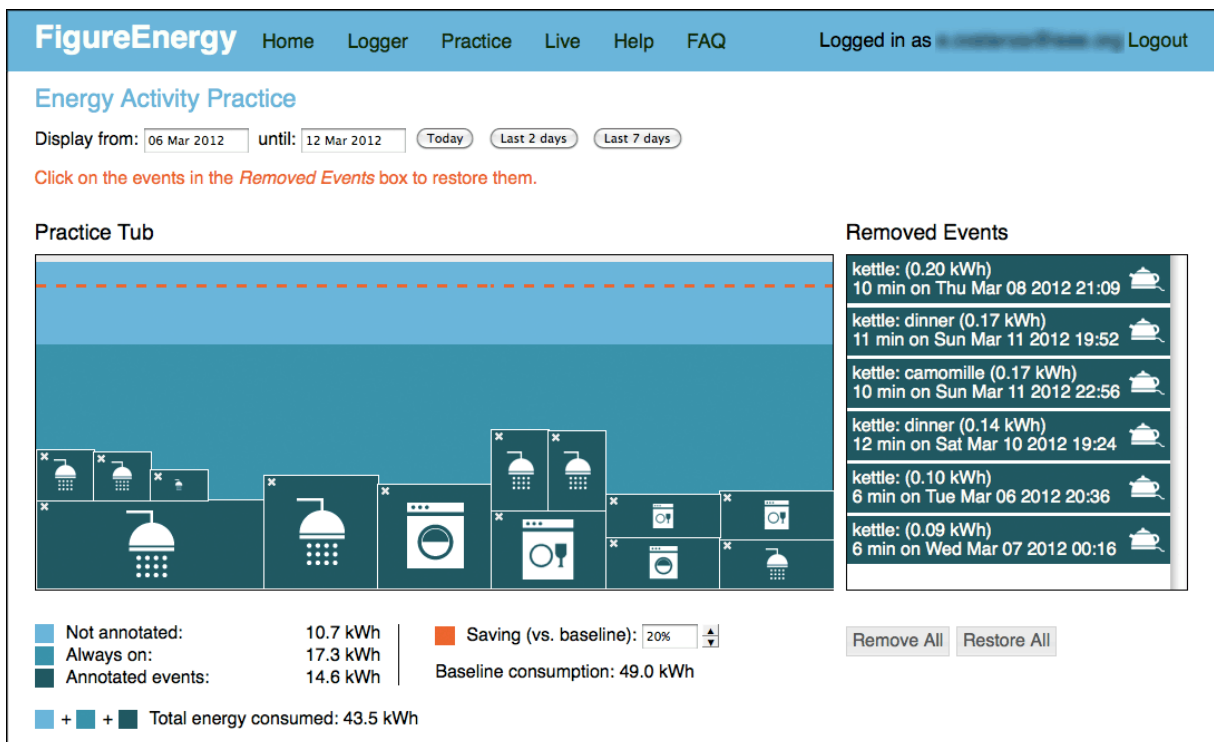 FigureEnergy Home Logger Practice Live Help FAQ Logged in as Logout
Energy Activity Practice
Display from: 06 Mar 2012 until: 12 Mar 2012 Today Last 2 days Last 7 days
Click on the events in the Removed Events box to restore them.
Practice Tub
Removed Events
kettle: (0.20 kWh)
10 min on Thu Mar 08 2012 21:09
kettle: dinner (0.17 kWh)
11 min on Sun Mar 11 2012 19:52
kettle: camomille (0.17 kWh)
10 min on Sun Mar 11 2012 22:56
kettle: dinner (0.14 kWh)
12 min on Sat Mar 10 2012 19:24
kettle: (0.10 kWh)
6 min on Tue Mar 06 2012 20:36
kettle: (0.09 kWh)
6 min on Wed Mar 07 2012 00:16
Not annotated: 10.7 kWh
Always on: 17.3 kWh
Annotated events: 14.6 kWh
+ + Total energy consumed: 43.5 kWh
Saving (vs. baseline): 20%
Baseline consumption: 49.0 kWh
Remove All Restore All